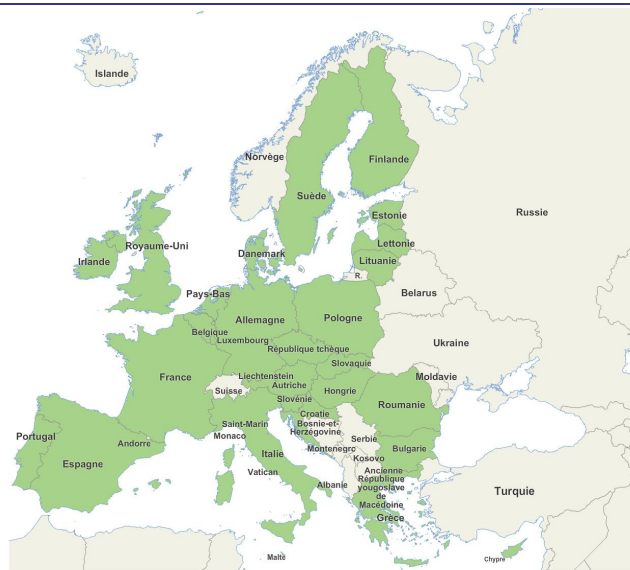 Islande
Norvège
Finlande
Suède
Russie
Estonie
Royaume-Uni
Lettonie
Danemark
Irlande
Lituanie
R.
Pays-Bas
Belarus
Allemagne
Pologne
Belgique
Luxembourg
Ukraine
République tchèque
Slovaquie
France
Liechtenstein
Moldavie
Suisse
Autriche
Hongrie
Slovénie
Roumanie
Croatie
Saint-Marin
Bosnie-et-
Herzégovine
Portugal
Monaco
Serbie
Andorre
Montenegro
Bulgarie
Italie
Kosovo
Espagne
Vatican
Ancienne
République
yougoslave
de
Macédoine
Albanie
Turquie
Grèce
Malte
Chypre